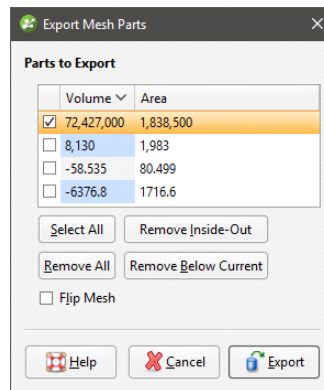 Export Mesh Parts
Parts to Export
Volume Area
72,427,000 1,838,500
8,130 1,983
-58.535 80.499
-6376.8 1716.6
Select All Remove Inside-Out
Remove All Remove Below Current
Flip Mesh
Help Cancel Export